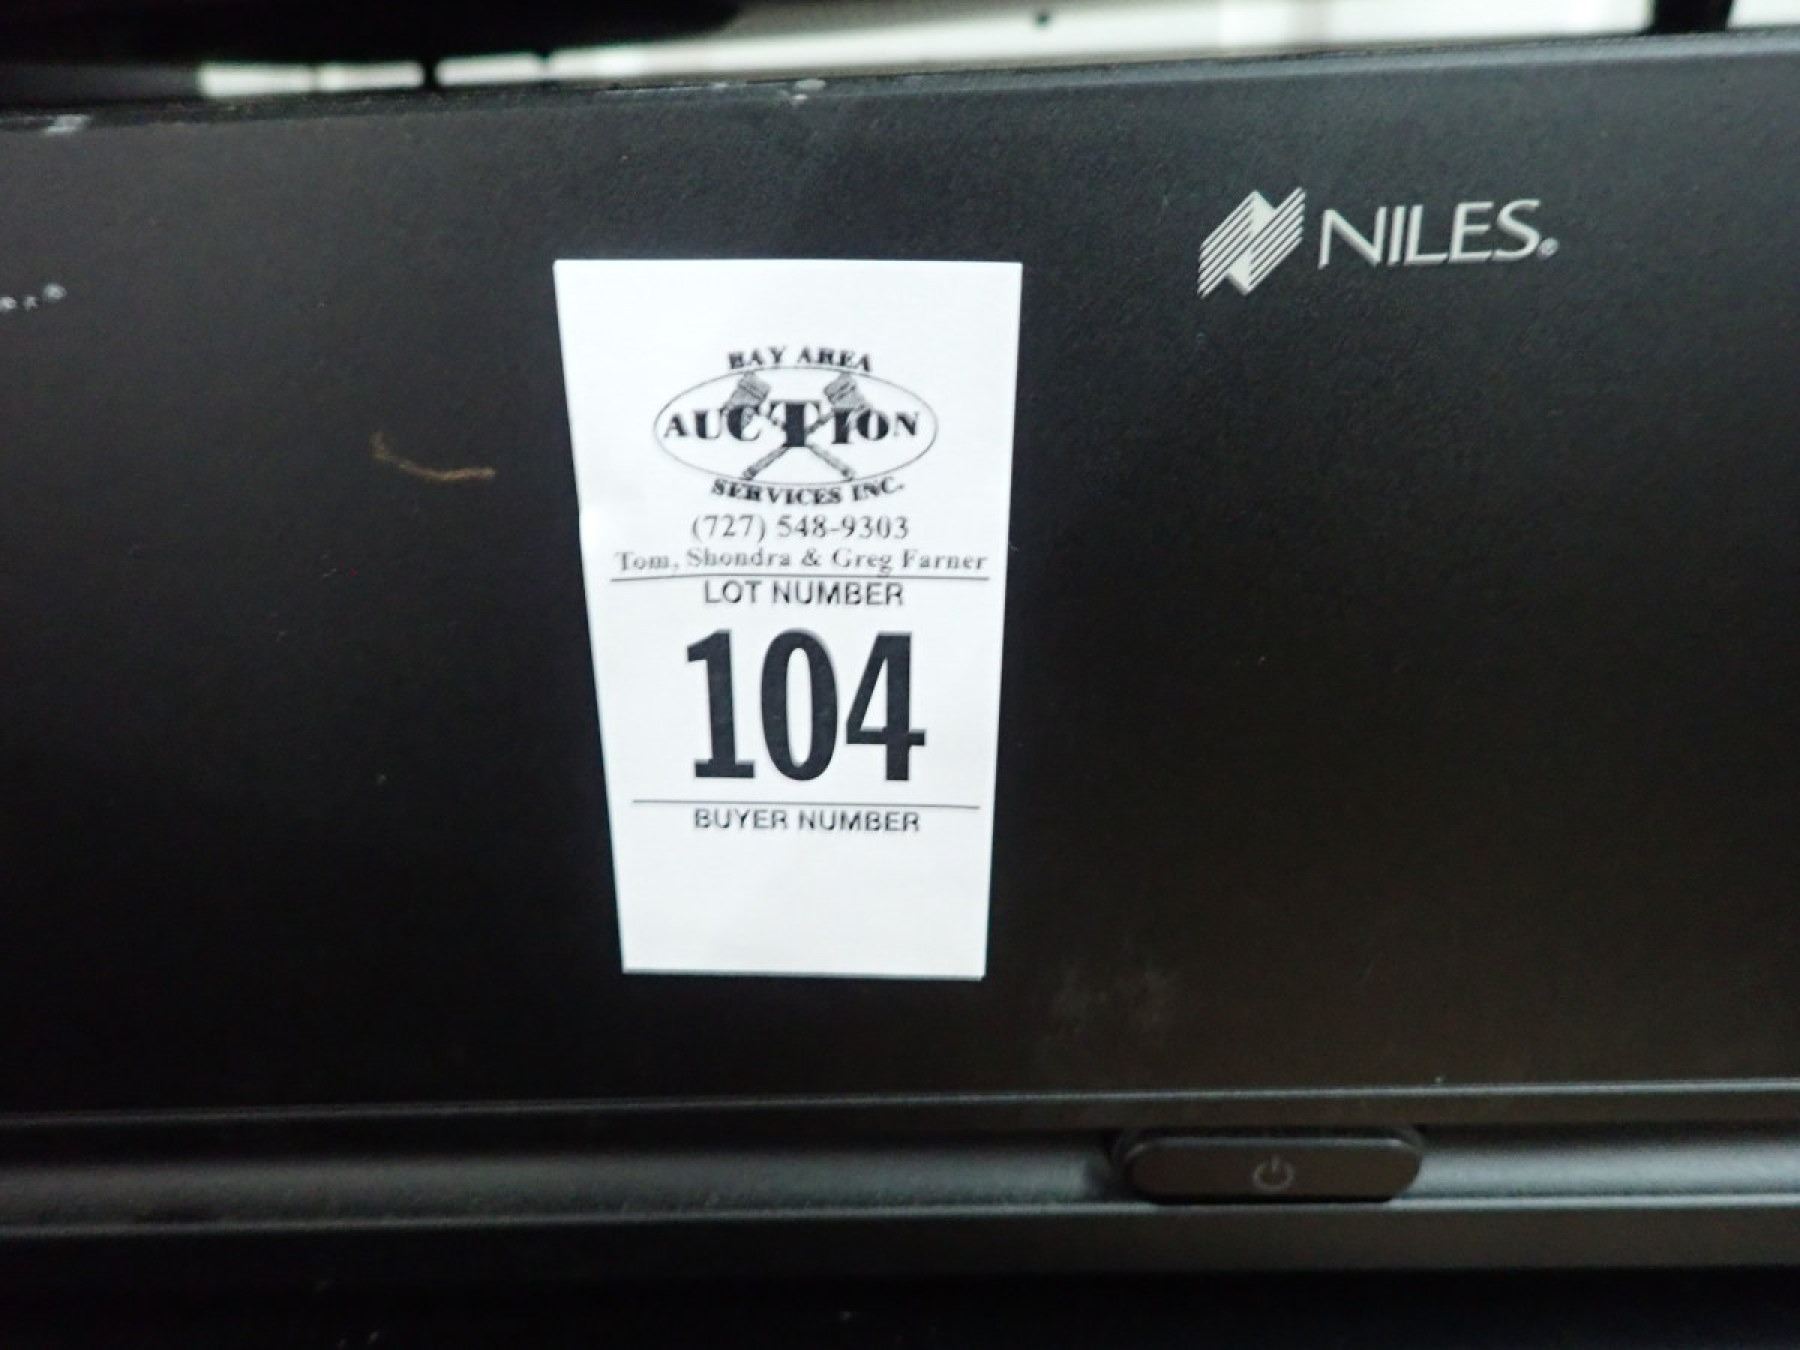 NILES®
BAY AREA
AUCTION
SERVICES INC.
(727) 548-9303
Tom, Shondra & Greg Farner
LOT NUMBER
104
BUYER NUMBER